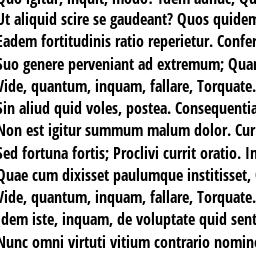 Quo igitur, inquit, modo? Idem adhuc; Qu
Ut aliquid scire se gaudeant? Quos quidem
Eadem fortitudinis ratio reperietur. Confer
Suo genere perveniant ad extremum; Quar
Vide, quantum, inquam, fallare, Torquate.
Sin aliud quid voles, postea. Consequentia
Non est igitur summum malum dolor. Cur
Sed fortuna fortis; Proclivi currit oratio. In
Quae cum dixisset paulumque institisset,
Vide, quantum, inquam, fallare, Torquate.
Idem iste, inquam, de voluptate quid sent
Nunc omni virtuti vitium contrario nomine